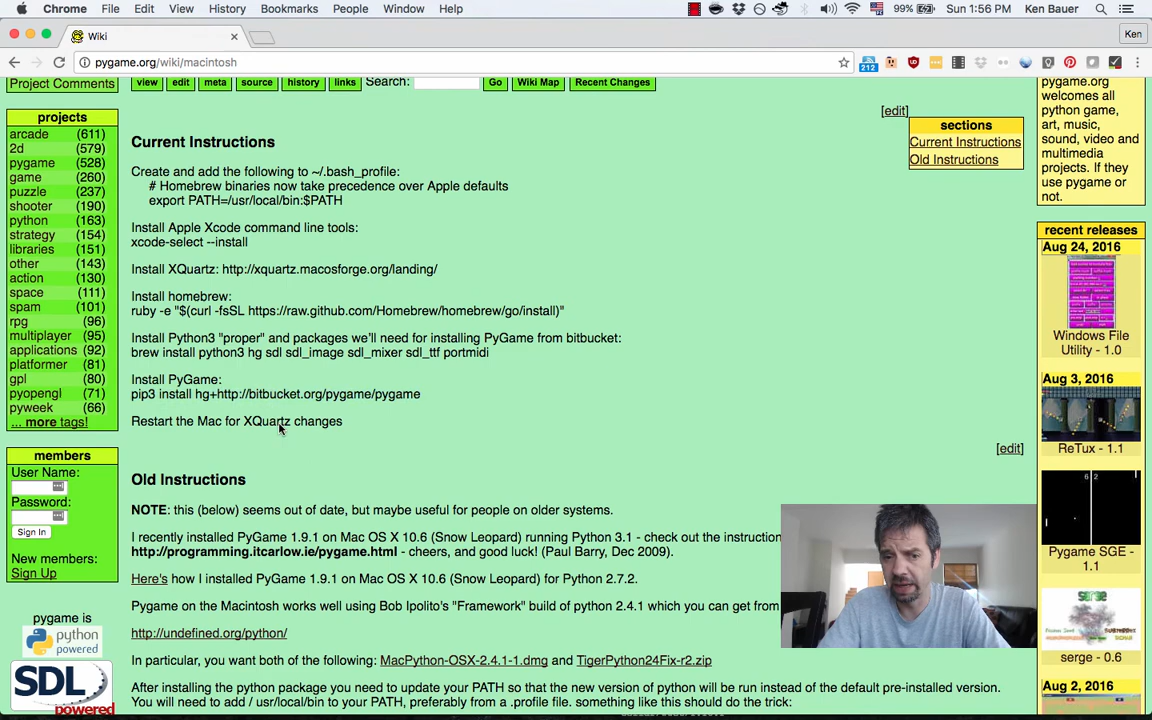 Chrome File Edit View History Bookmarks People Window Help 99% Sun 1:56 PM Ken Bauer
Wiki
Ken
pygame.org/wiki/macintosh
212
Project Comments
view edit meta source history links Search: Go Wiki Map Recent Changes
projects
arcade (611)
2d (579)
pygame (528)
game (260)
puzzle (237)
shooter (190)
python (163)
strategy (154)
libraries (151)
other (143)
action (130)
space (111)
spam (101)
rpg (96)
multiplayer (95)
applications (92)
platformer (81)
gpl (80)
pyopengl (71)
pyweek (66)
... more tags!
members
User Name:
Password:
Sign In
New members:
Sign Up
pygame is
python
powered
SDL
powered
[edit]
sections
Current Instructions
Old Instructions
Current Instructions
Create and add the following to ~/.bash_profile:
# Homebrew binaries now take precedence over Apple defaults
export PATH=/usr/local/bin:$PATH
Install Apple Xcode command line tools:
xcode-select --install
Install XQuartz: http://xquartz.macosforge.org/landing/
Install homebrew:
ruby -e "$(curl -fsSL https://raw.github.com/Homebrew/homebrew/go/install)"
Install Python3 "proper" and packages we'll need for installing PyGame from bitbucket:
brew install python3 hg sdl sdl_image sdl_mixer sdl_ttf portmidi
Install PyGame:
pip3 install hg+http://bitbucket.org/pygame/pygame
Restart the Mac for XQuartz changes
[edit]
Old Instructions
NOTE: this (below) seems out of date, but maybe useful for people on older systems.
I recently installed PyGame 1.9.1 on Mac OS X 10.6 (Snow Leopard) running Python 3.1 - check out the instruction
http://programming.itcarlow.ie/pygame.html - cheers, and good luck! (Paul Barry, Dec 2009).
Here's how I installed PyGame 1.9.1 on Mac OS X 10.6 (Snow Leopard) for Python 2.7.2.
Pygame on the Macintosh works well using Bob Ipolito's "Framework" build of python 2.4.1 which you can get from
http://undefined.org/python/
In particular, you want both of the following: MacPython-OSX-2.4.1-1.dmg and TigerPython24Fix-r2.zip
After installing the python package you need to update your PATH so that the new version of python will be run instead of the default pre-installed version.
You will need to add / usr/local/bin to your PATH, preferably from a .profile file. something like this should do the trick:
pygame.org
welcomes all
python game,
art, music,
sound, video and
multimedia
projects. If they
use pygame or
not.
recent releases
Aug 24, 2016
Windows File
Utility - 1.0
Aug 3, 2016
ReTux - 1.1
6 2
Pygame SGE -
1.1
serge
serge - 0.6
Aug 2, 2016